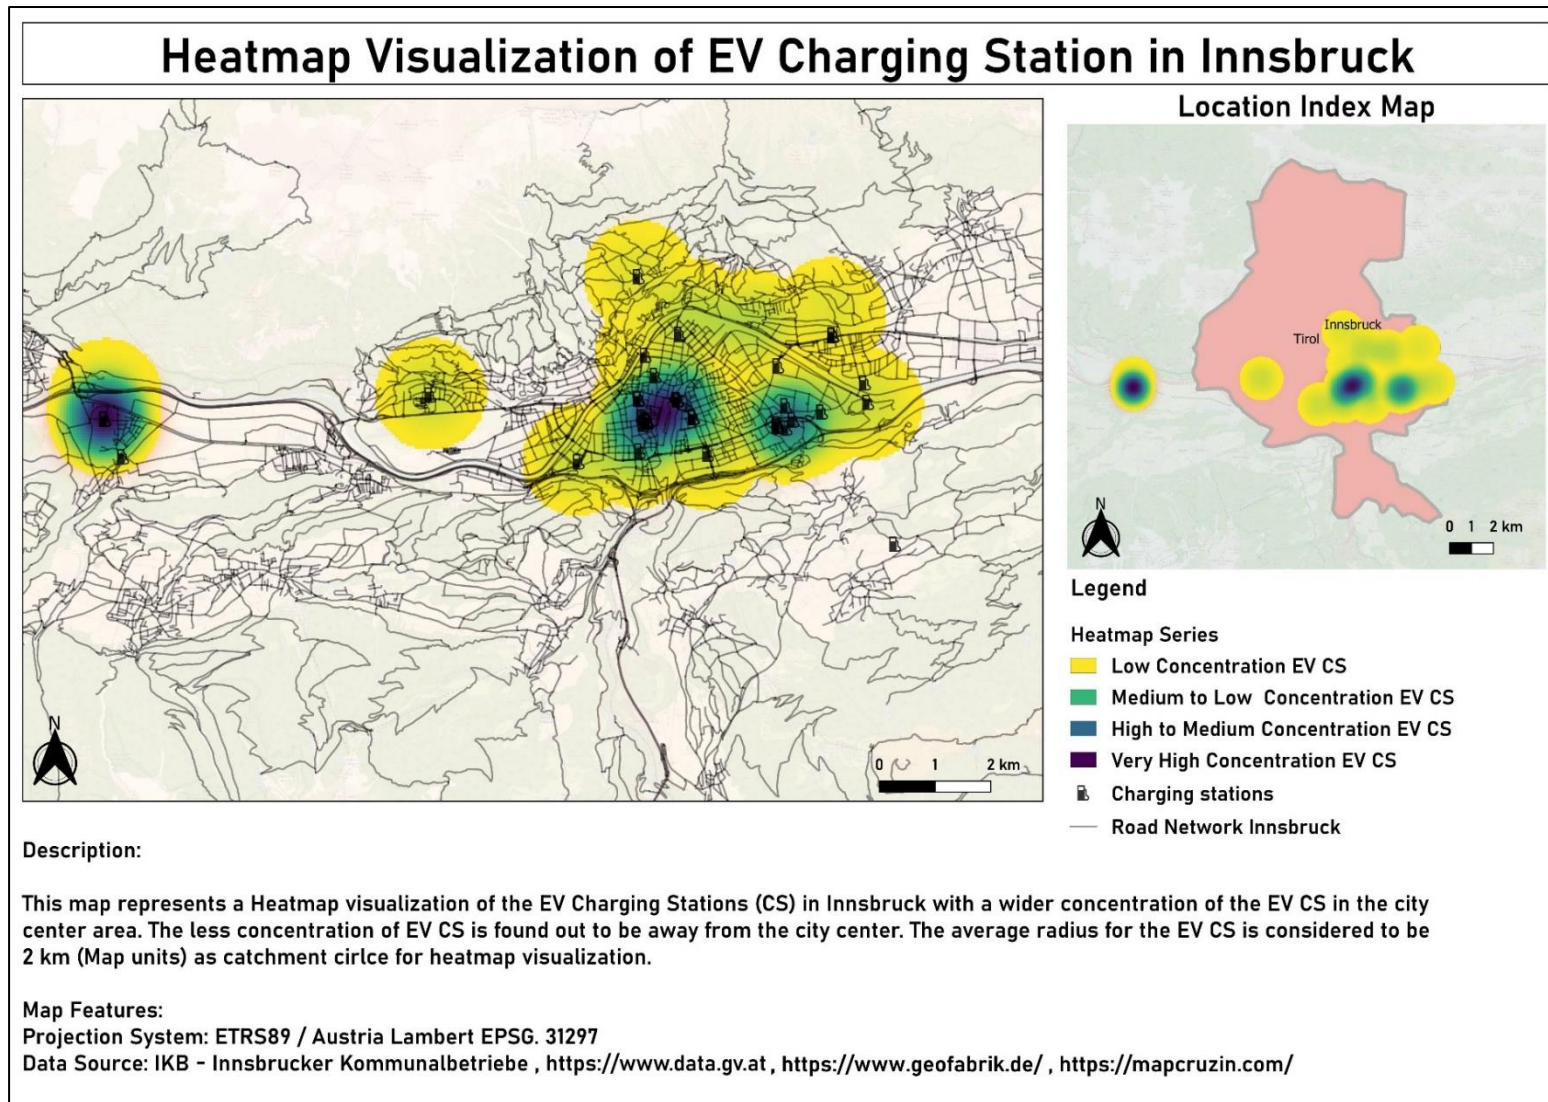 Heatmap Visualization of EV Charging Station in Innsbruck
N
0 1 2 km
Location Index Map
Innsbruck
Tirol
N
0 1 2 km
Legend
Heatmap Series
Low Concentration EV CS
Medium to Low Concentration EV CS
High to Medium Concentration EV CS
Very High Concentration EV CS
Charging stations
Road Network Innsbruck
Description:
This map represents a Heatmap visualization of the EV Charging Stations (CS) in Innsbruck with a wider concentration of the EV CS in the city
center area. The less concentration of EV CS is found out to be away from the city center. The average radius for the EV CS is considered to be
2 km (Map units) as catchment cirlce for heatmap visualization.
Map Features:
Projection System: ETRS89 / Austria Lambert EPSG. 31297
Data Source: IKB - Innsbrucker Kommunalbetriebe , https://www.data.gv.at , https://www.geofabrik.de/ , https://mapcruzin.com/